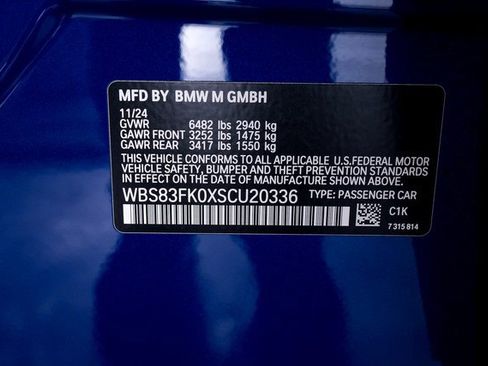 MFD BY BMW M GMBH
11/24
GVWR 6482 lbs 2940 kg
GAWR FRONT 3252 lbs 1475 kg
GAWR REAR 3417 lbs 1550 kg
THIS VEHICLE CONFORMS TO ALL APPLICABLE U.S.FEDERAL MOTOR
VEHICLE SAFETY, BUMPER AND THEFT PREVENTION STANDARDS
IN EFFECT ON THE DATE OF MANUFACTURE SHOWN ABOVE.
WBS83FK0XSCU20336 TYPE: PASSENGER CAR
C1K
7 315 814